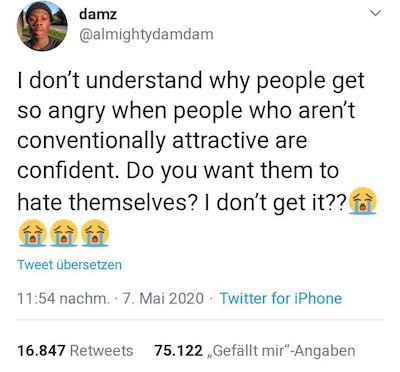 damz
@almightydamdam
I don’t understand why people get
so angry when people who aren’t
conventionally attractive are
confident. Do you want them to
hate themselves? I don’t get it??😭
😭😭😭
Tweet übersetzen
11:54 nachm. · 7. Mai 2020 · Twitter for iPhone
16.847 Retweets 75.122 „Gefällt mir“-Angaben